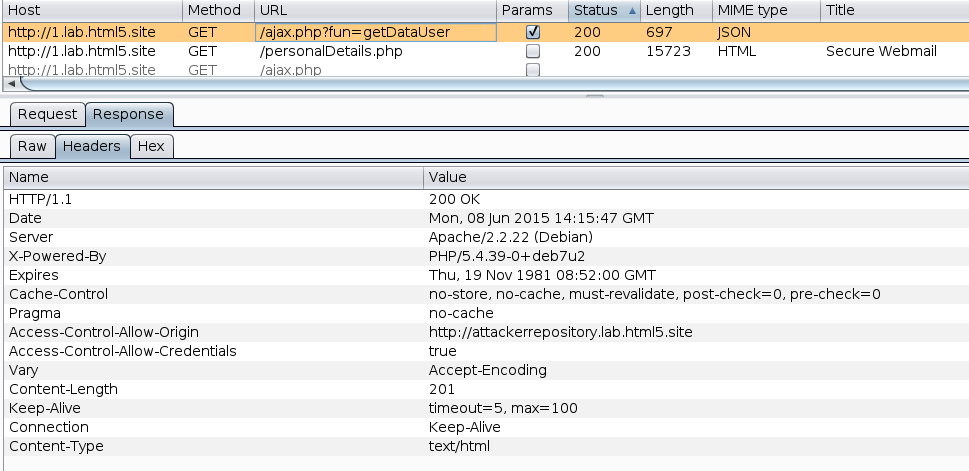 Host Method URL Params Status Length MIME type Title
http://1.lab.html5.site GET /ajax.php?fun=getDataUser 200 697 JSON
http://1.lab.html5.site GET /personalDetails.php 200 15723 HTML Secure Webmail
http://1.lab.html5.site GET /ajax.php
Request Response
Raw Headers Hex
Name Value
HTTP/1.1 200 OK
Date Mon, 08 Jun 2015 14:15:47 GMT
Server Apache/2.2.22 (Debian)
X-Powered-By PHP/5.4.39-0+deb7u2
Expires Thu, 19 Nov 1981 08:52:00 GMT
Cache-Control no-store, no-cache, must-revalidate, post-check=0, pre-check=0
Pragma no-cache
Access-Control-Allow-Origin http://attackerrepository.lab.html5.site
Access-Control-Allow-Credentials true
Vary Accept-Encoding
Content-Length 201
Keep-Alive timeout=5, max=100
Connection Keep-Alive
Content-Type text/html